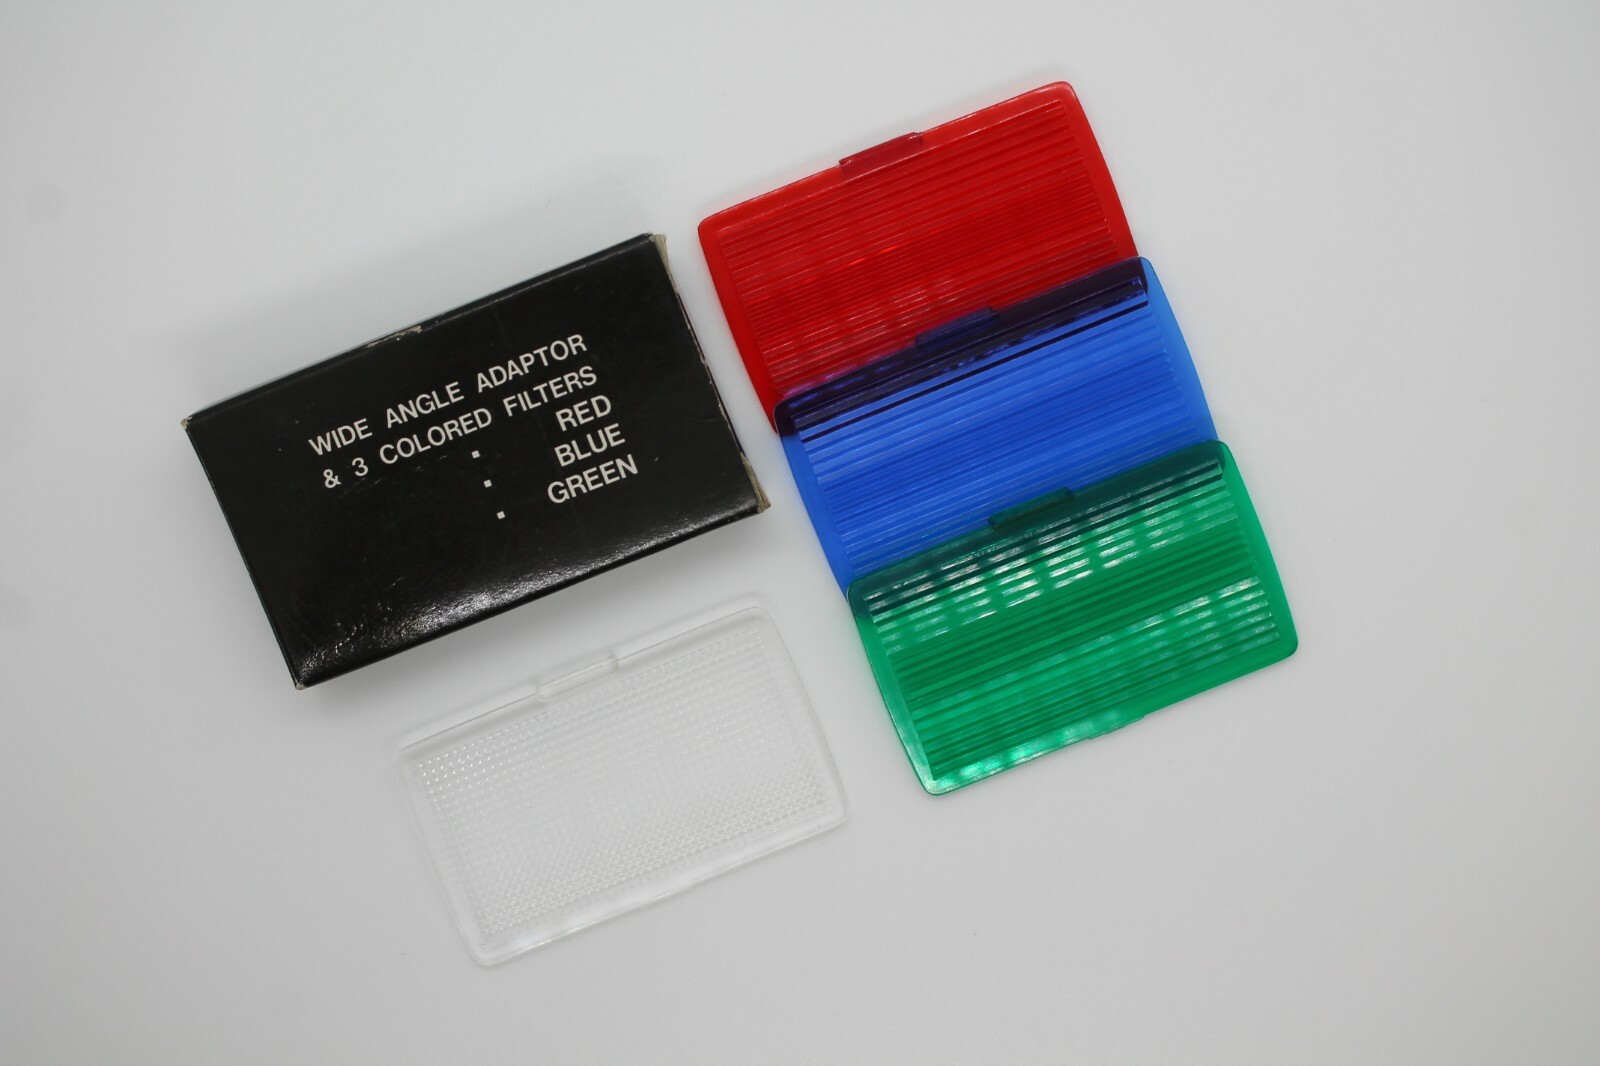 WIDE ANGLE ADAPTOR
& 3 COLORED FILTERS
. RED
. BLUE
. GREEN